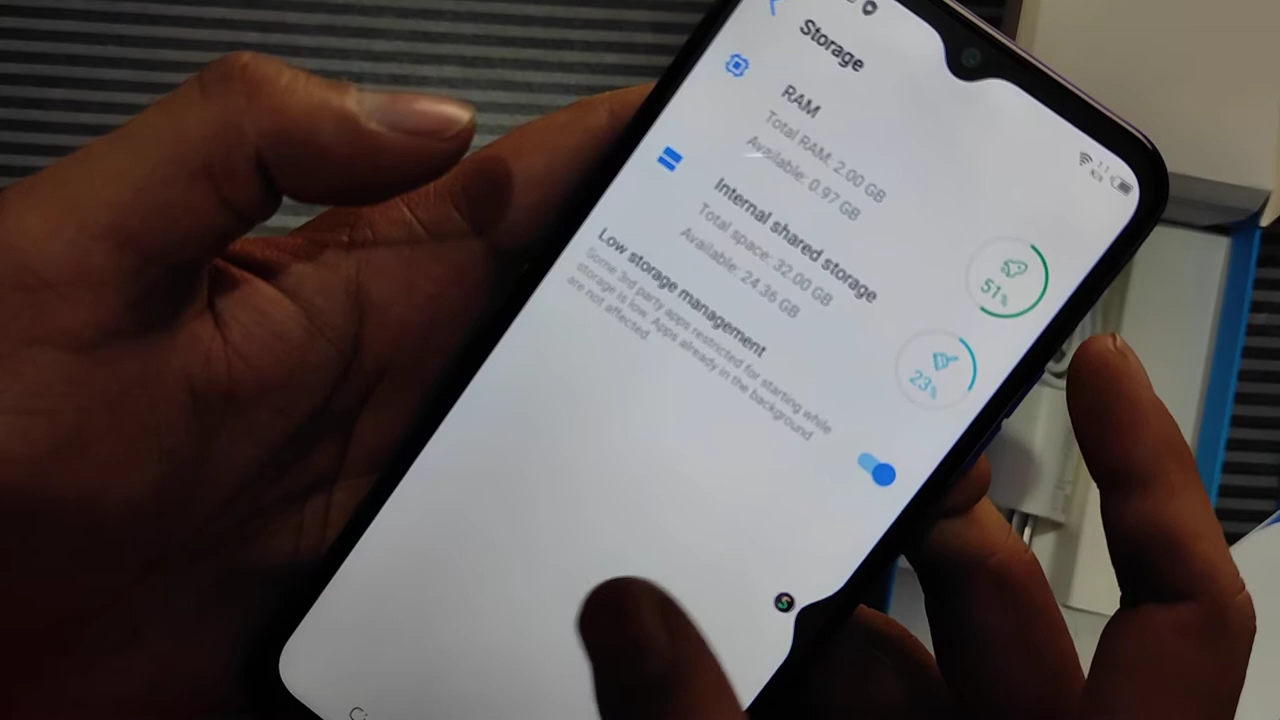 Storage
RAM
Total RAM: 2.00 GB
Available: 0.97 GB
51%
Internal shared storage
Total space: 32.00 GB
Available: 24.36 GB
23%
Low storage management
Some 3rd party apps restricted for starting while
storage is low. Apps already in the background
are not affected.
1.1
K/s
S